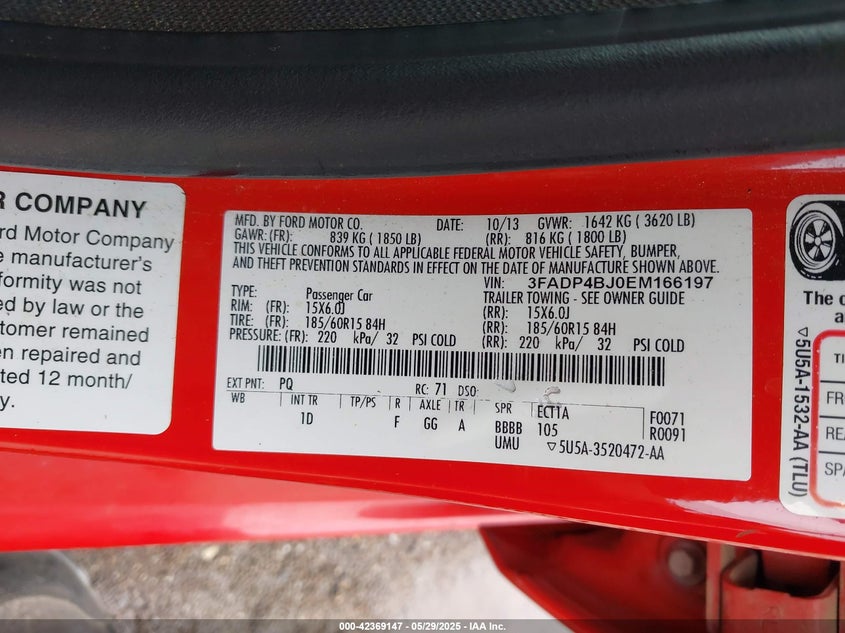 R COMPANY
ord Motor Company
e manufacturer's
formity was not
ed by law or the
stomer remained
en repaired and
ted 12 month/
y.
MFD. BY FORD MOTOR CO. DATE: 10/13 GVWR: 1642 KG ( 3620 LB)
GAWR: (FR): 839 KG ( 1850 LB) (RR): 816 KG ( 1800 LB)
THIS VEHICLE CONFORMS TO ALL APPLICABLE FEDERAL MOTOR VEHICLE SAFETY, BUMPER,
AND THEFT PREVENTION STANDARDS IN EFFECT ON THE DATE OF MANUFACTURE SHOWN ABOVE.
VIN: 3FADP4BJ0EM166197
TYPE: Passenger Car TRAILER TOWING - SEE OWNER GUIDE
RIM: (FR): 15X6.0J (RR): 15X6.0J
TIRE: (FR): 185/60R15 84H (RR): 185/60R15 84H
PRESSURE: (FR): 220 kPa/ 32 PSI COLD (RR): 220 kPa/ 32 PSI COLD
EXT PNT: PQ RC: 71 DSO:
WB INT TR TP/PS R AXLE TR SPR ECT1A F0071
1D F GG A BBBB 105 R0091
UMU ▽5U5A-3520472-AA
The c
a
TI
FR
REA
SPA
▽5U5A-1532-AA (TLU)
000-42369147 - 05/29/2025 - IAA Inc.